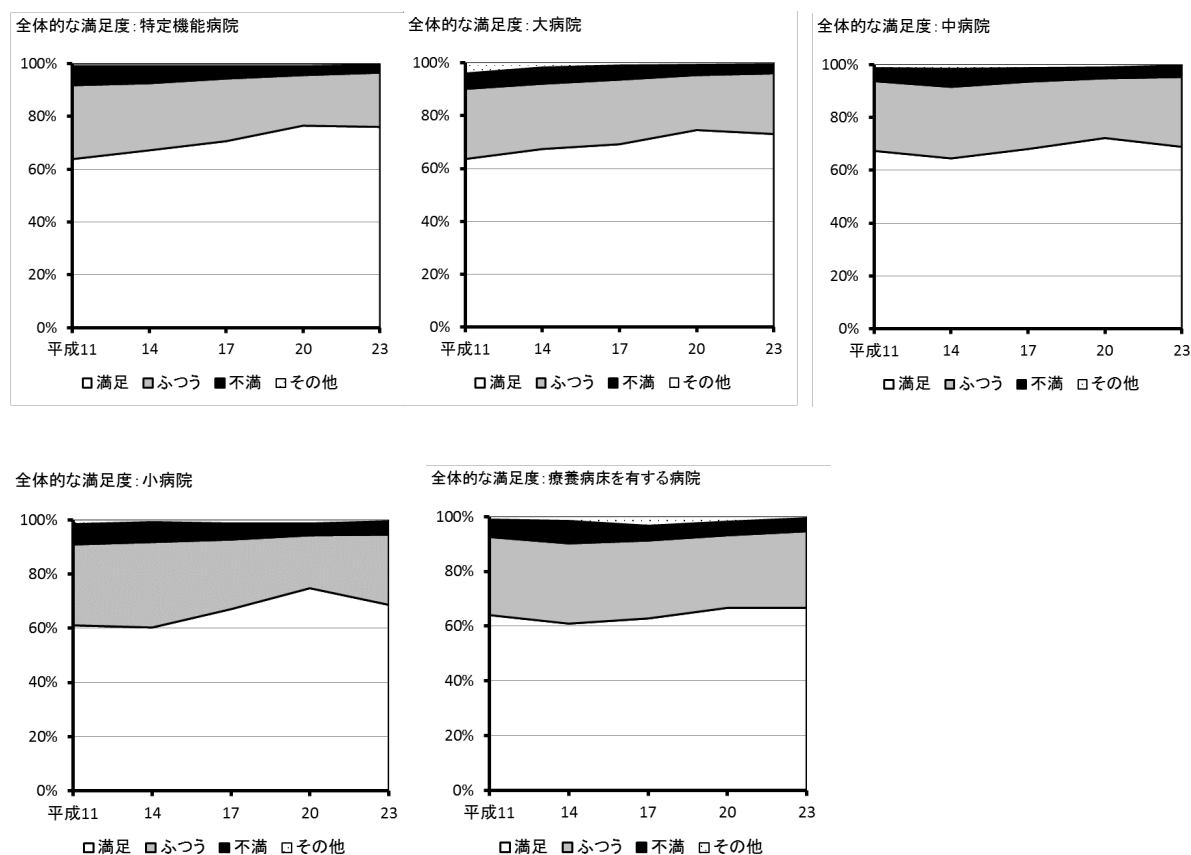 全体的な満足度：特定機能病院
100%
80%
60%
40%
20%
0%
平成11 14 17 20 23
満足 ふつう 不満 その他
全体的な満足度：大病院
100%
80%
60%
40%
20%
0%
平成11 14 17 20 23
満足 ふつう 不満 その他
全体的な満足度：中病院
100%
80%
60%
40%
20%
0%
平成11 14 17 20 23
満足 ふつう 不満 その他
全体的な満足度：小病院
100%
80%
60%
40%
20%
0%
平成11 14 17 20 23
満足 ふつう 不満 その他
全体的な満足度：療養病床を有する病院
100%
80%
60%
40%
20%
0%
平成11 14 17 20 23
満足 ふつう 不満 その他